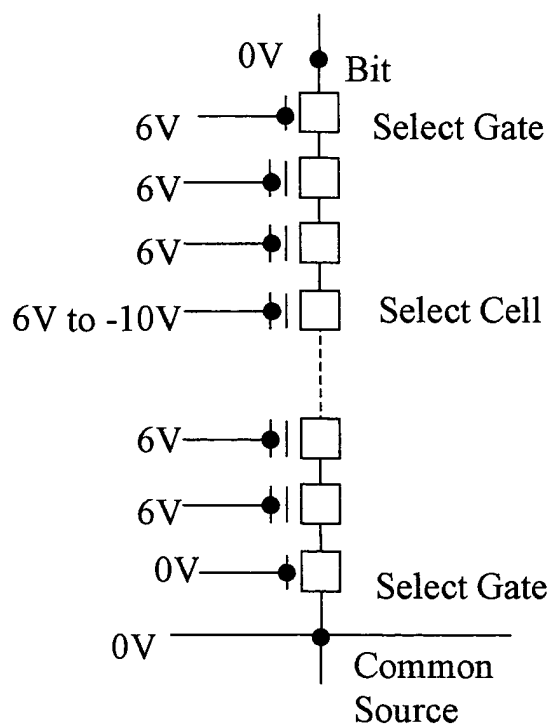 0V
Bit
6V
Select Gate
6V
6V
6V to -10V
Select Cell
6V
6V
0V
Select Gate
0V
Common
Source